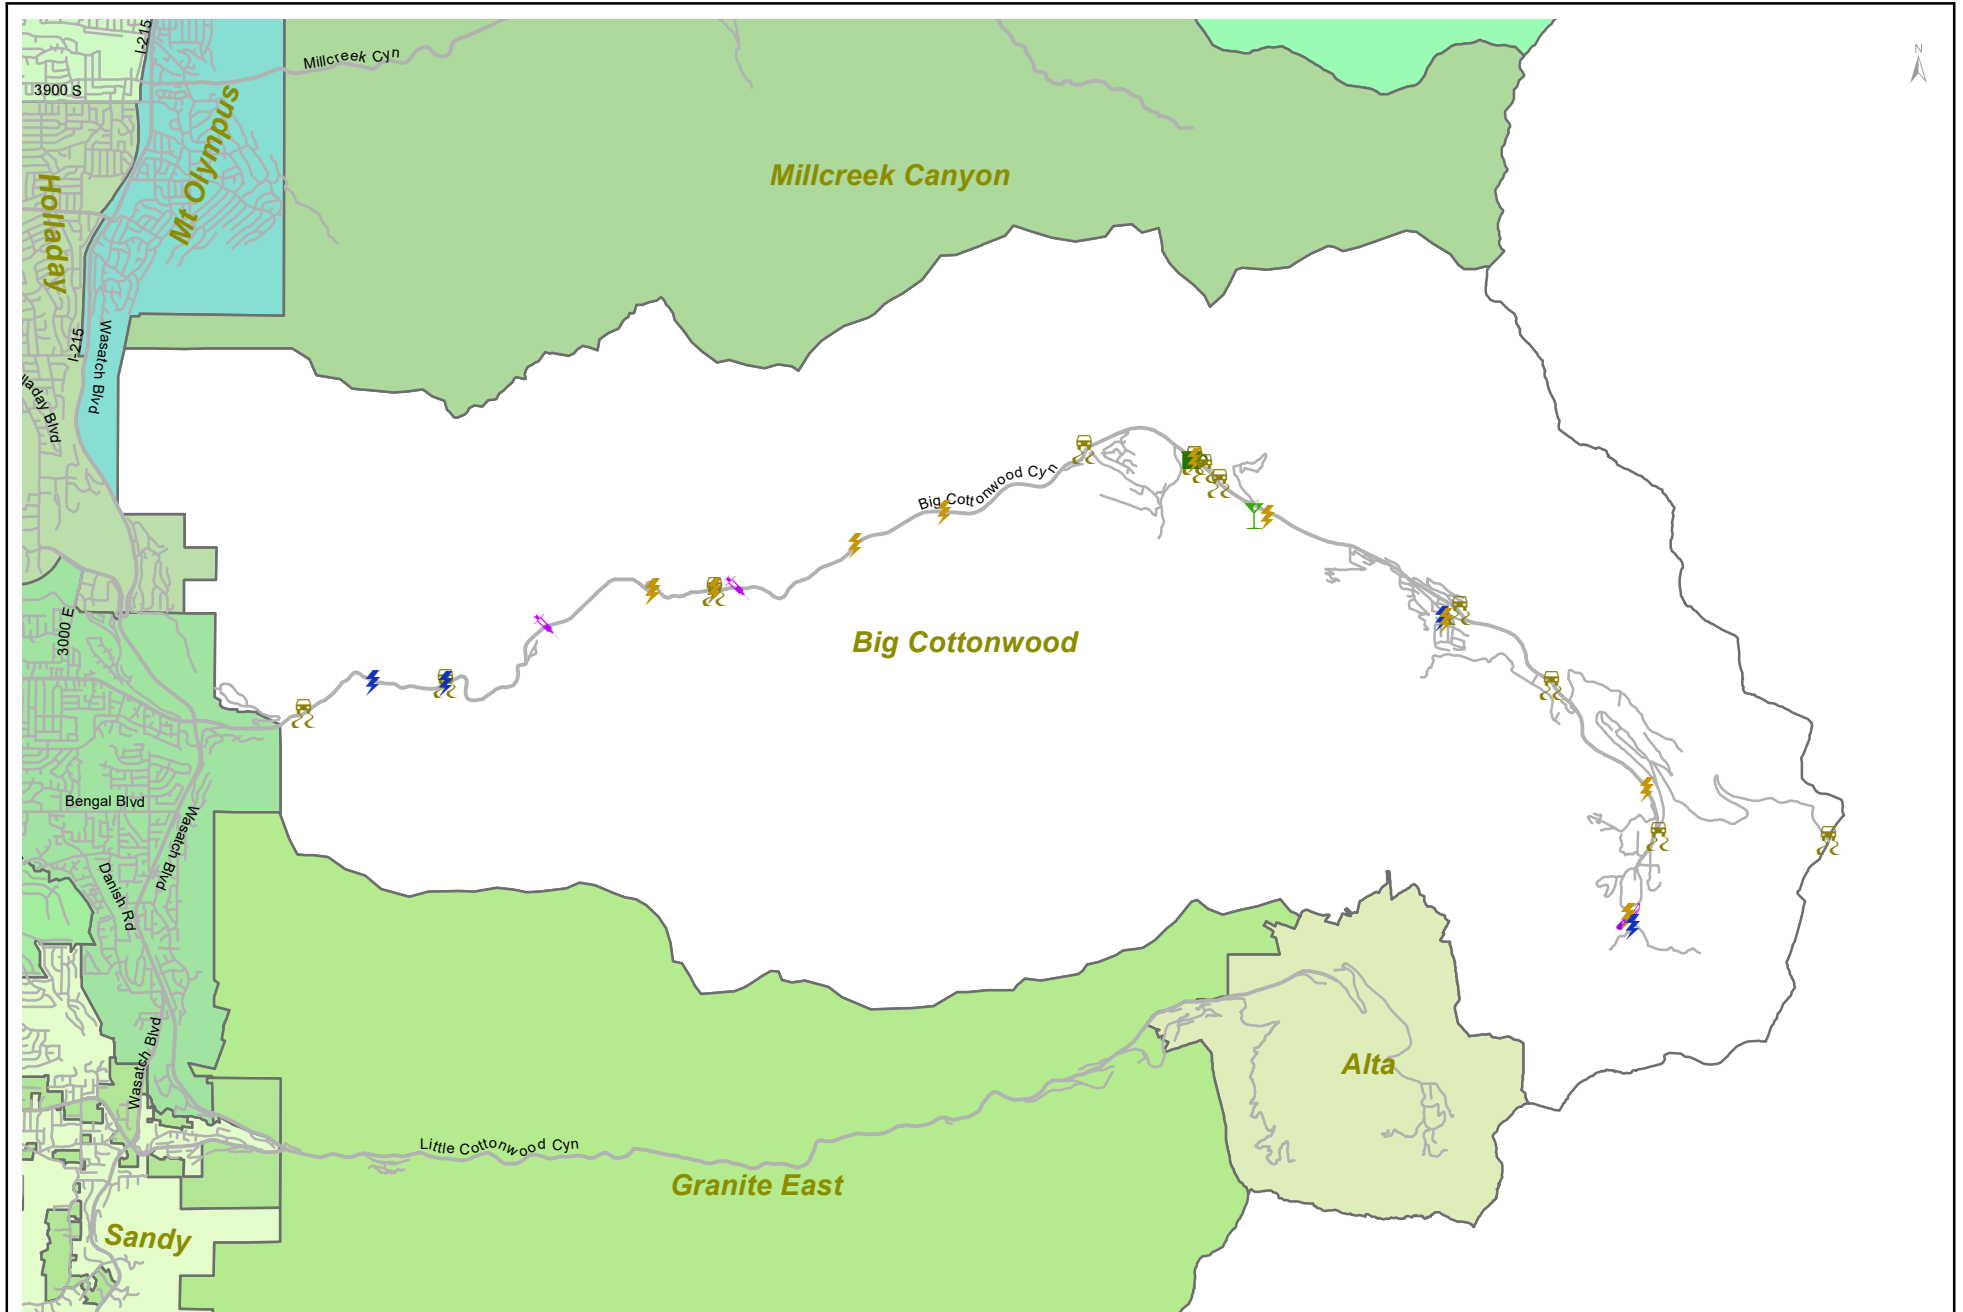 I-215
Millcreek Cyn
N
3900 S
Mt Olympus
Millcreek Canyon
Holladay
I-215
Wasatch Blvd
Blvd
Big Cottonwood Cyn
3000 E
Big Cottonwood
Bengal Blvd
Wasatch Blvd
Danish Rd
Wasatch Blvd
Alta
Little Cottonwood Cyn
Granite East
Sandy